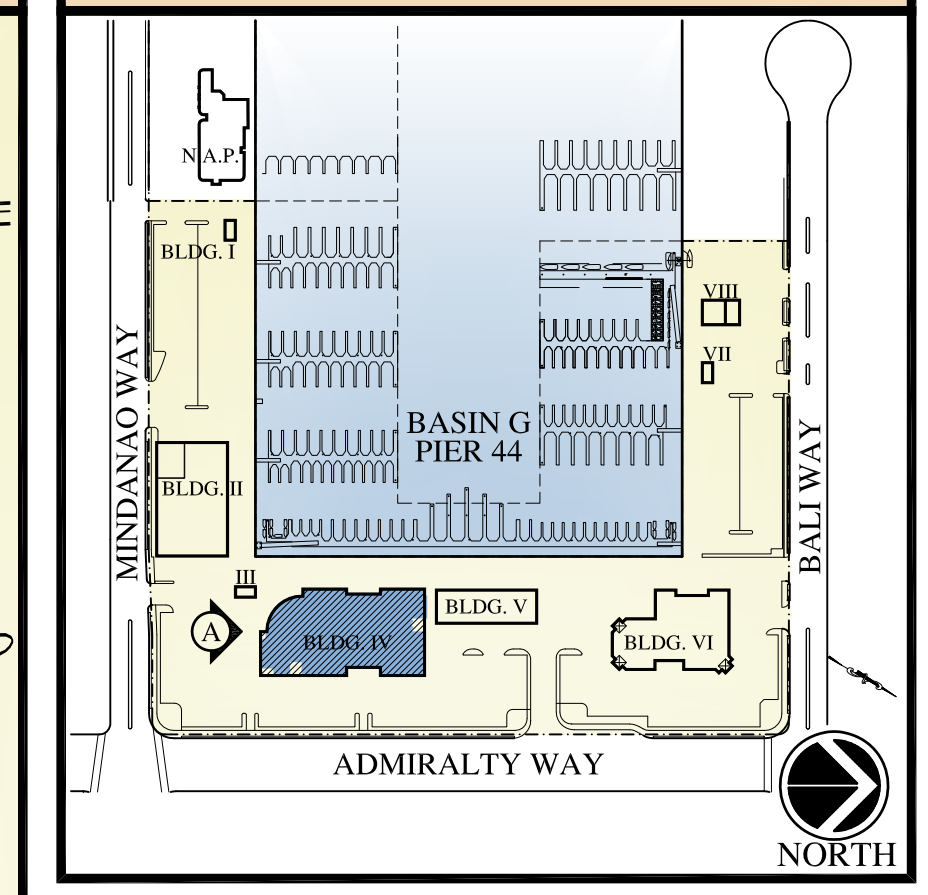 N.A.P.
BLDG. I
VIII
VII
MINDANAO WAY
BASIN G
PIER 44
BALI WAY
BLDG. II
III
BLDG. V
A
BLDG. IV
BLDG. VI
ADMIRALTY WAY
NORTH